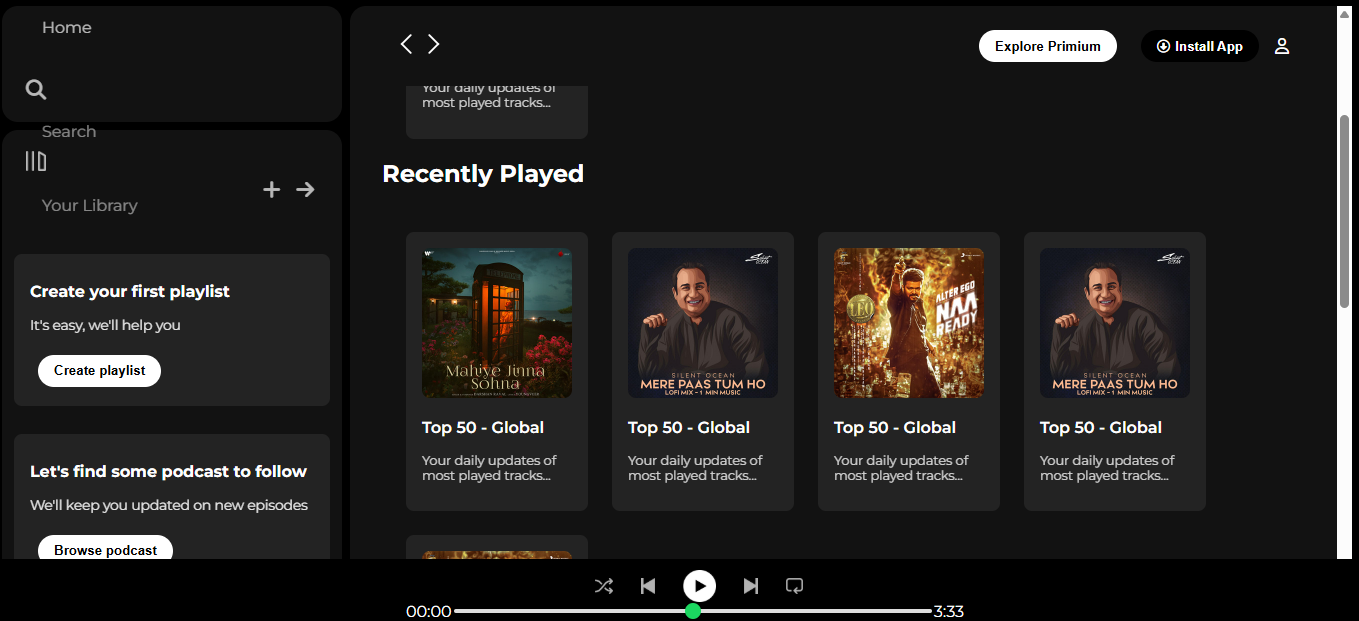 Home
Search
Your Library
Create your first playlist
It's easy, we'll help you
Create playlist
Let's find some podcast to follow
We'll keep you updated on new episodes
Browse podcast
Explore Primium
Install App
Your daily updates of
most played tracks...
Recently Played
Mahiye Jinna
Sohna
Top 50 - Global
Your daily updates of
most played tracks...
SILENT OCEAN
SILENT OCEAN
MERE PAAS TUM HO
LOFI MIX - 1 MIN MUSIC
Top 50 - Global
Your daily updates of
most played tracks...
LEO
ALTER EGO
NAA
READY
Top 50 - Global
Your daily updates of
most played tracks...
SILENT OCEAN
SILENT OCEAN
MERE PAAS TUM HO
LOFI MIX - 1 MIN MUSIC
Top 50 - Global
Your daily updates of
most played tracks...
00:00
3:33